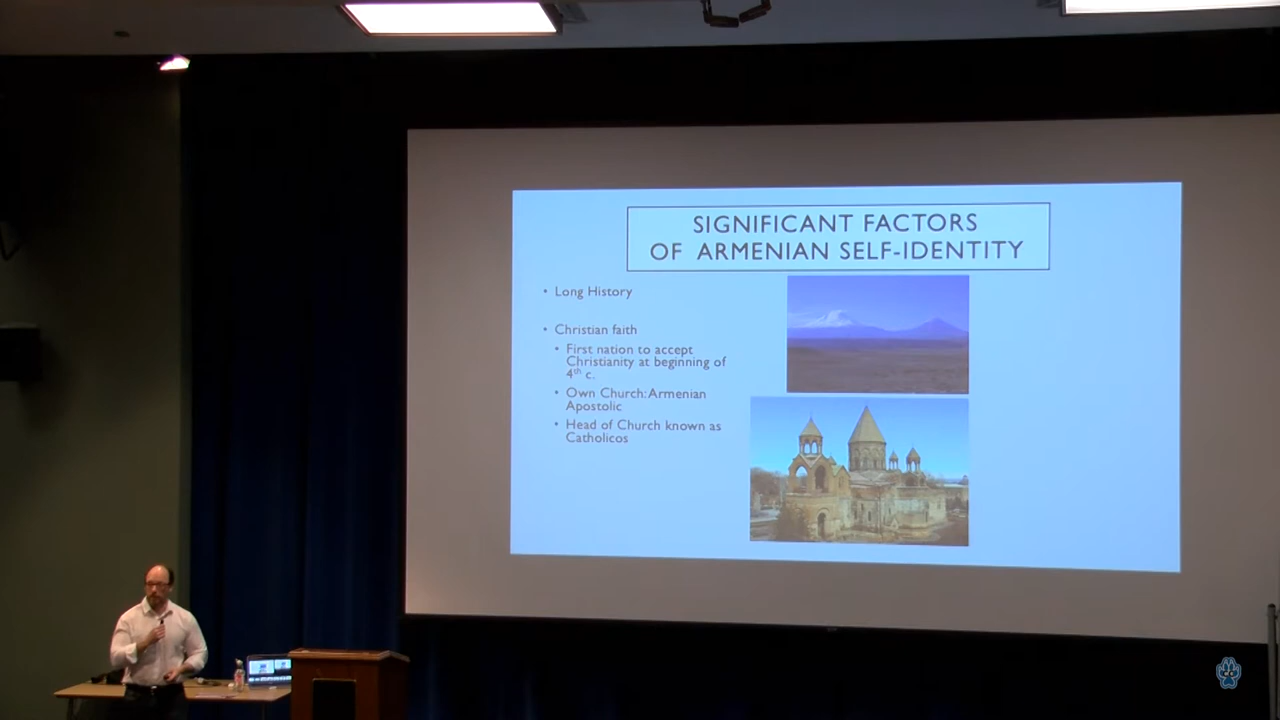 SIGNIFICANT FACTORS
OF ARMENIAN SELF-IDENTITY
• Long History
• Christian faith
• First nation to accept
Christianity at beginning of
4th c.
• Own Church: Armenian
Apostolic
• Head of Church known as
Catholicos